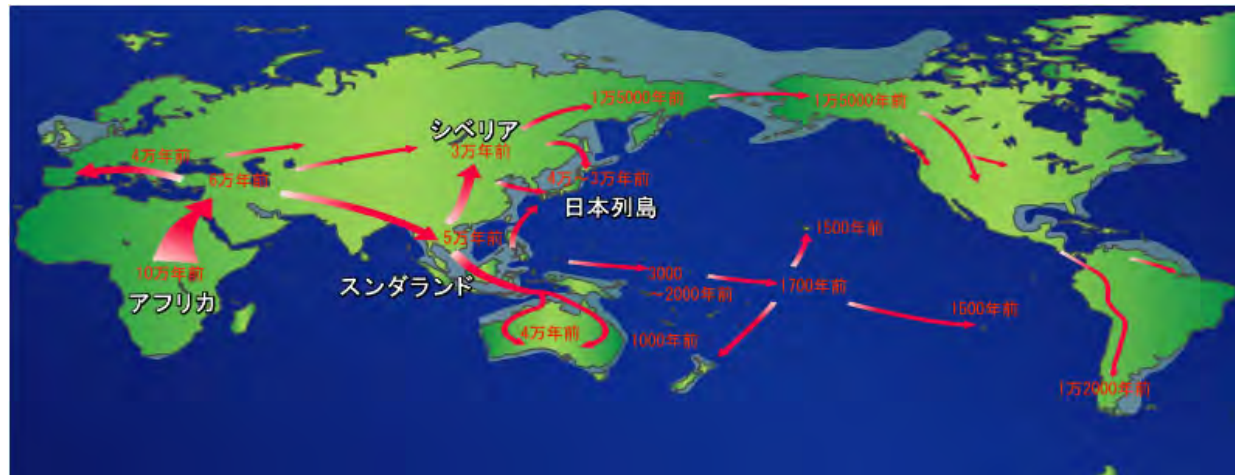 1万5000年前
1万5000年前
シベリア
4万年前
3万年前
6万年前
4万～3万年前
日本列島
5万年前
1500年前
10万年前
スンダランド
3000
→2000年前
1700年前
アフリカ
1600年前
4万年前
1000年前
1万2000年前